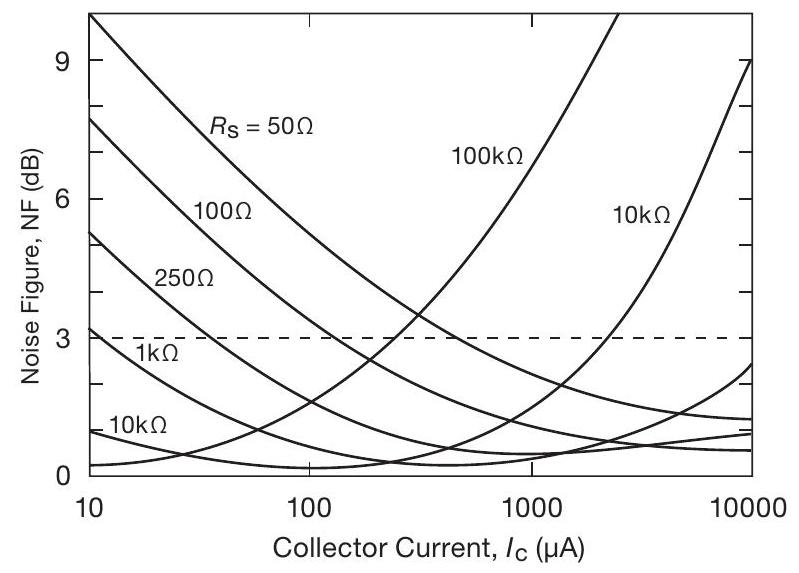 Noise Figure, NF (dB)
9
6
3
0
Rs = 50Ω
100Ω
250Ω
1kΩ
10kΩ
100kΩ
10kΩ
10
100
1000
10000
Collector Current, Ic (μA)